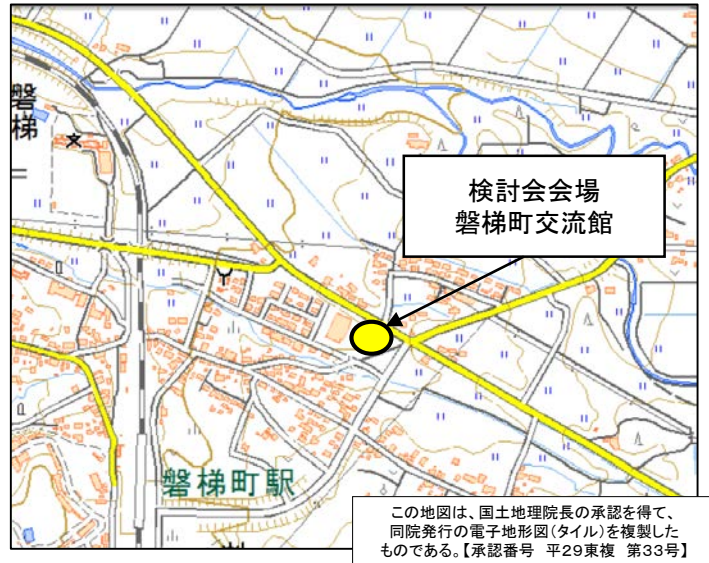 磐
梯
検討会会場
磐梯町交流館
磐梯町駅
この地図は、国土地理院長の承認を得て、
同院発行の電子地形図(タイル)を複製した
ものである。【承認番号 平29東複 第33号】